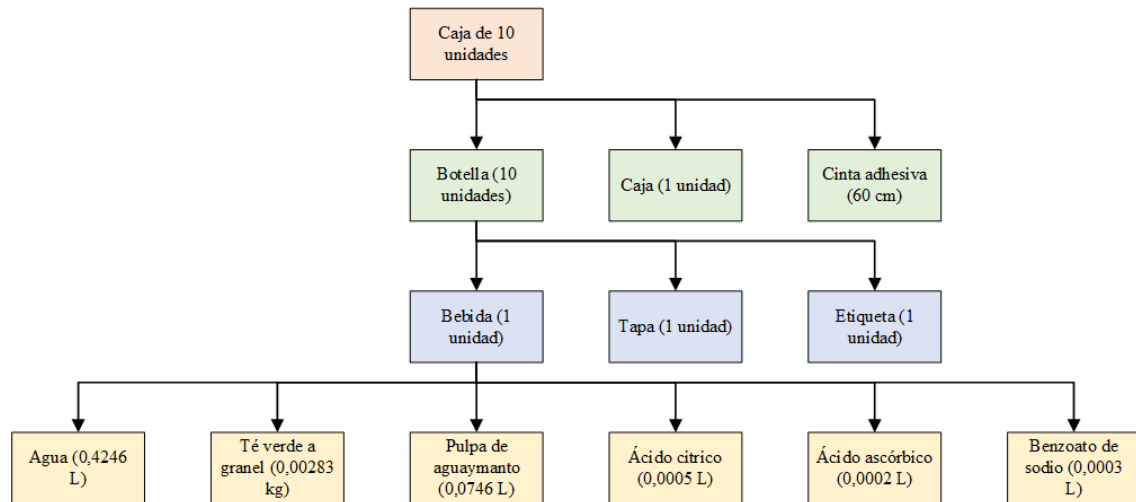 Caja de 10
unidades
Botella (10
unidades)
Caja (1 unidad)
Cinta adhesiva
(60 cm)
Bebida (1
unidad)
Tapa (1 unidad)
Etiqueta (1
unidad)
Agua (0,4246
L)
Té verde a
granel (0,00283
kg)
Pulpa de
aguaymanto
(0,0746 L)
Ácido cítrico
(0,0005 L)
Ácido ascórbico
(0,0002 L)
Benzoato de
sodio (0,0003
L)